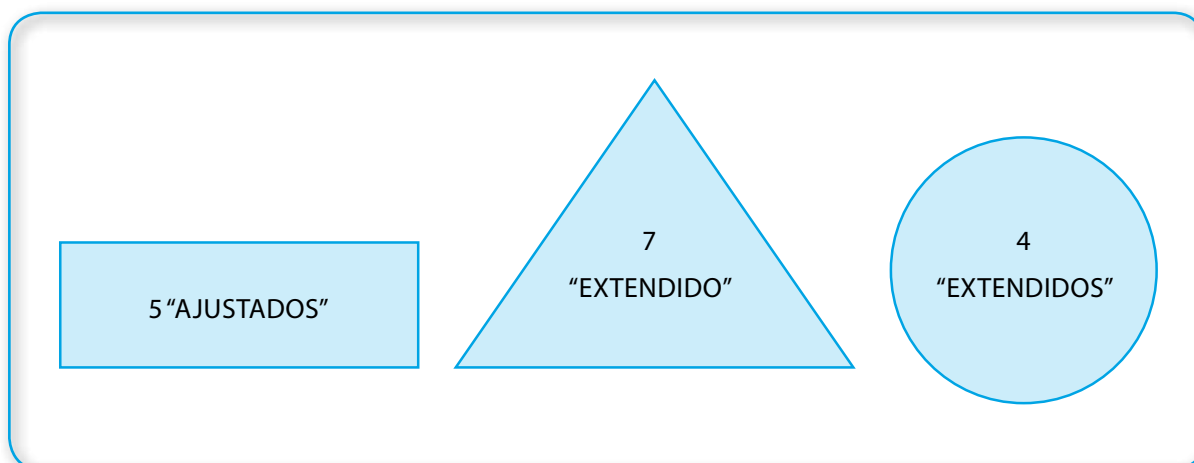 5 “AJUSTADOS”
7
“EXTENDIDO”
4
“EXTENDIDOS”